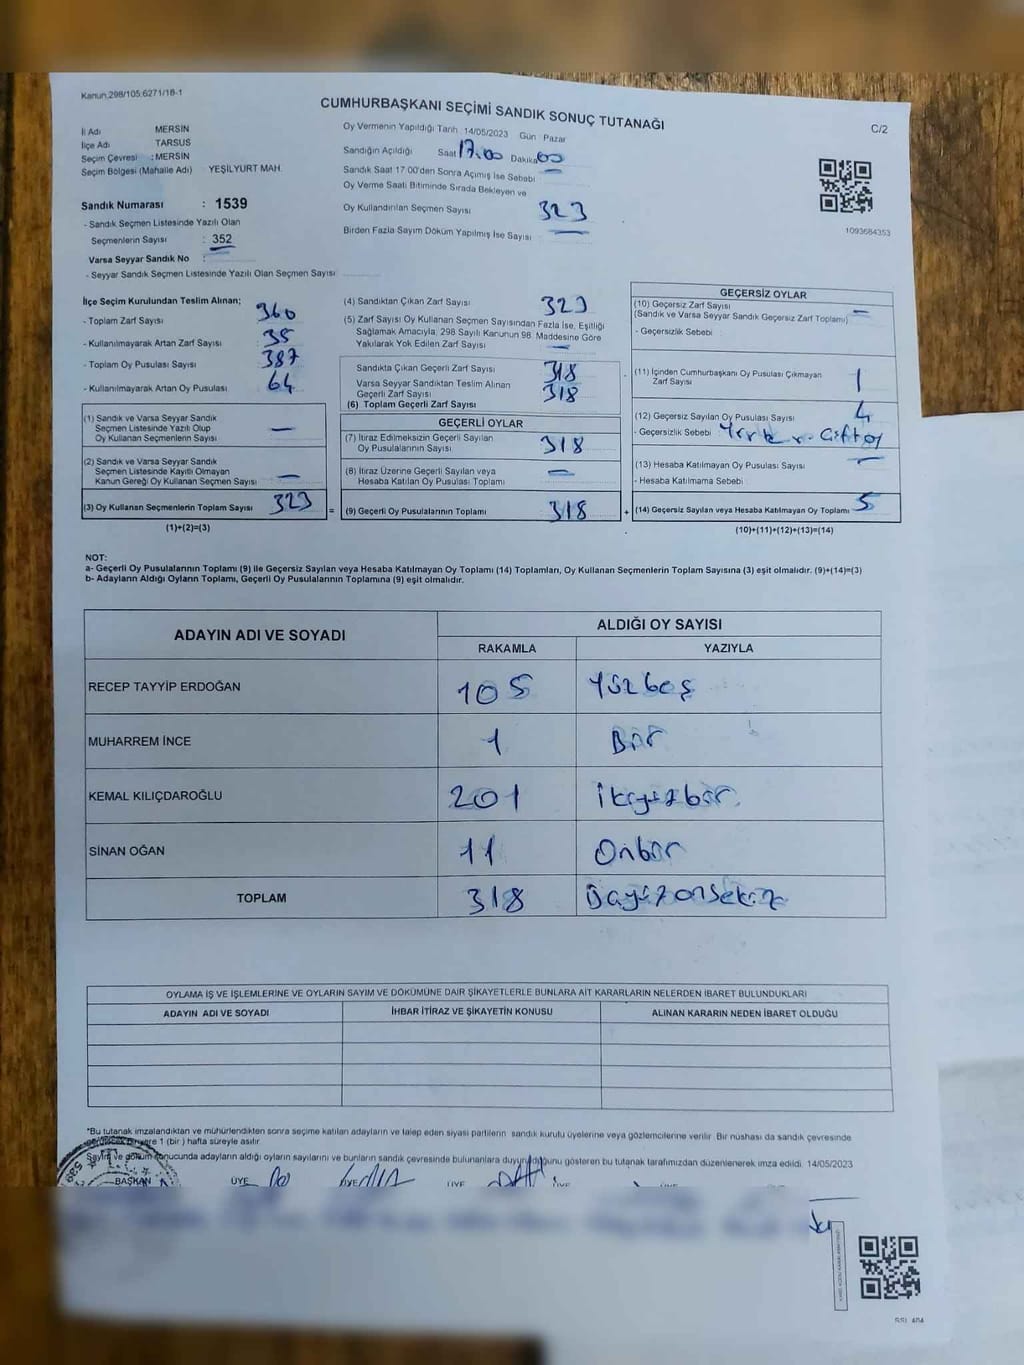 Kanun.298/105;6271/18-1
CUMHURBAŞKANI SEÇİMİ SANDIK SONUÇ TUTANAĞI
C/2
İl Adı MERSİN
İlçe Adı TARSUS
Seçim Çevresi : MERSİN
Seçim Bölgesi (Mahalle Adı) YEŞİLYURT MAH.
Sandık Numarası : 1539
- Sandık Seçmen Listesinde Yazılı Olan
Seçmenlerin Sayısı : 352
Varsa Seyyar Sandık No :
- Seyyar Sandık Seçmen Listesinde Yazılı Olan Seçmen Sayısı
Oy Vermenin Yapıldığı Tarih 14/05/2023 Gün Pazar
Sandığın Açıldığı Saat 17.00 Dakika 00
Sandık Saat 17 00'den Sonra Açımış İse Sebebi
Oy Verme Saati Bitiminde Sırada Bekleyen ve
Oy Kullandırılan Seçmen Sayısı 323
Birden Fazla Sayım Döküm Yapılmış İse Sayısı
1093684353
İlçe Seçim Kurulundan Teslim Alınan;
- Toplam Zarf Sayısı 360
- Kullanılmayarak Artan Zarf Sayısı : 35
- Toplam Oy Pusulası Sayısı 387
- Kullanılmayarak Artan Oy Pusulası 64
(1) Sandık ve Varsa Seyyar Sandık
Seçmen Listesinde Yazılı Olup
Oy Kullanan Seçmenlerin Sayısı —
(2) Sandık ve Varsa Seyyar Sandık
Seçmen Listesinde Kayıtlı Olmayan
Kanun Gereği Oy Kullanan Seçmen Sayısı —
(3) Oy Kullanan Seçmenlerin Toplam Sayısı 323
(1)+(2)=(3)
=
(4) Sandıktan Çıkan Zarf Sayısı 323
(5) Zarf Sayısı Oy Kullanan Seçmen Sayısından Fazla İse, Eşitliği
Sağlamak Amacıyla, 298 Sayılı Kanunun 98. Maddesine Göre
Yakılarak Yok Edilen Zarf Sayısı —
Sandıkta Çıkan Geçerli Zarf Sayısı 318
Varsa Seyyar Sandıktan Teslim Alınan
Geçerli Zarf Sayısı 318
(6) Toplam Geçerli Zarf Sayısı
GEÇERLİ OYLAR
(7) İtiraz Edilmeksizin Geçerli Sayılan
Oy Pusulalarının Sayısı 318
(8) İtiraz Üzerine Geçerli Sayılan veya
Hesaba Katılan Oy Pusulası Toplamı —
(9) Geçerli Oy Pusulalarının Toplamı 318
+
GEÇERSİZ OYLAR
(10) Geçersiz Zarf Sayısı
(Sandık ve Varsa Seyyar Sandık Geçersiz Zarf Toplamı) —
- Geçersizlik Sebebi
(11) İçinden Cumhurbaşkanı Oy Pusulası Çıkmayan
Zarf Sayısı 1
(12) Geçersiz Sayılan Oy Pusulası Sayısı 4
- Geçersizlik Sebebi
(13) Hesaba Katılmayan Oy Pusulası Sayısı —
- Hesaba Katılmama Sebebi
(14) Geçersiz Sayılan veya Hesaba Katılmayan Oy Toplamı 5
(10)+(11)+(12)+(13)=(14)
NOT:
a- Geçerli Oy Pusulalarının Toplamı (9) ile Geçersiz Sayılan veya Hesaba Katılmayan Oy Toplamı (14) Toplamları, Oy Kullanan Seçmenlerin Toplam Sayısına (3) eşit olmalıdır. (9)+(14)=(3)
b- Adayların Aldığı Oyların Toplamı, Geçerli Oy Pusulalarının Toplamına (9) eşit olmalıdır.
ADAYIN ADI VE SOYADI ALDIĞI OY SAYISI
RAKAMLA YAZIYLA
RECEP TAYYİP ERDOĞAN 105 Yüzbeş
MUHARREM İNCE 1 Bir
KEMAL KILIÇDAROĞLU 201 İkiyüzbir
SİNAN OĞAN 11 Onbir
TOPLAM 318 Üçyüzonsekiz
OYLAMA İŞ VE İŞLEMLERİNE VE OYLARIN SAYIM VE DÖKÜMÜNE DAİR ŞİKAYETLERLE BUNLARA AİT KARARLARIN NELERDEN İBARET BULUNDUKLARI
ADAYIN ADI VE SOYADI İHBAR İTİRAZ VE ŞİKAYETİN KONUSU ALINAN KARARIN NEDEN İBARET OLDUĞU
*Bu tutanak imzalandıktan ve mühürlendikten sonra seçime katılan adayların ve talep eden siyasi partilerin sandık kurulu üyelerine veya gözlemcilerine verilir. Bir nushası da sandık çevresinde
1 (bir) hafta süreyle asılır.
Sayım ve döküm sonucunda adayların aldığı oyların sayılarını ve bunların sandık çevresinde bulunanlara duyurulduğunu gösteren bu tutanak tarafımızdan düzenlenerek imza edildi. 14/05/2023
BAŞKAN ÜYE ÜYE ÜYE ÜYE